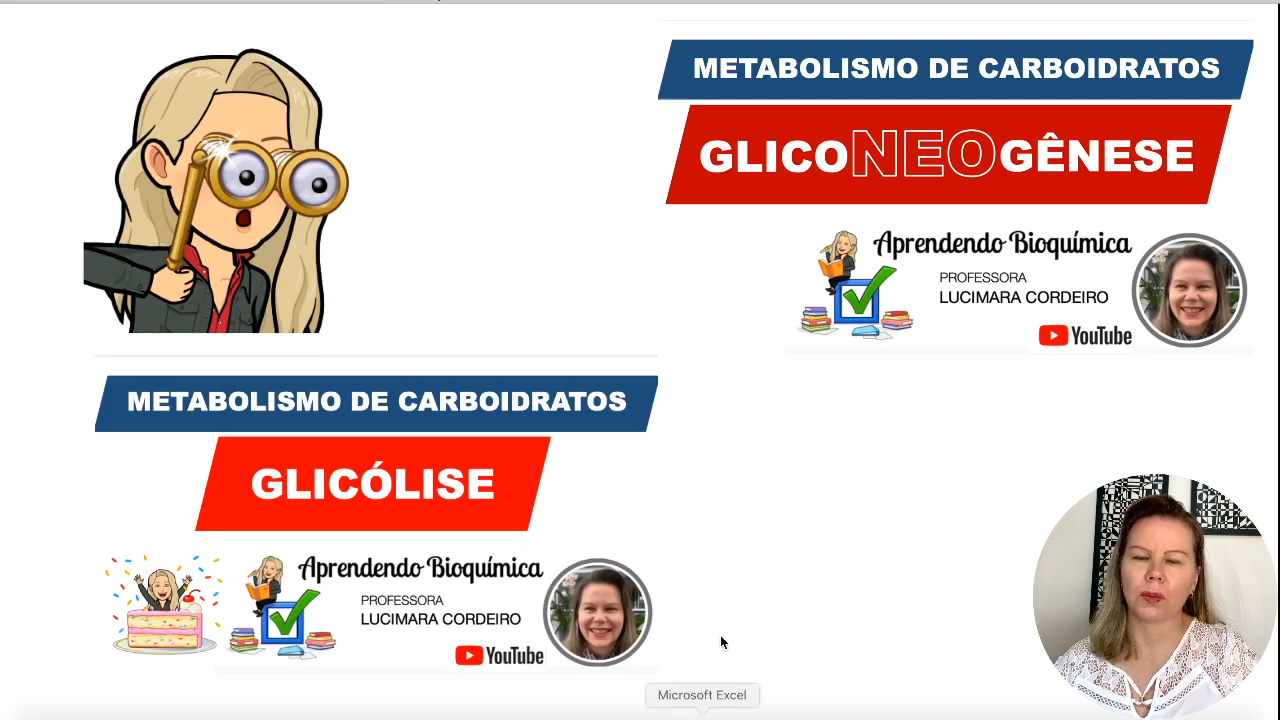 METABOLISMO DE CARBOIDRATOS
GLICONEOGÊNESE
Aprendendo Bioquímica
PROFESSORA
LUCIMARA CORDEIRO
YouTube
METABOLISMO DE CARBOIDRATOS
GLICÓLISE
Aprendendo Bioquímica
PROFESSORA
LUCIMARA CORDEIRO
YouTube
Microsoft Excel